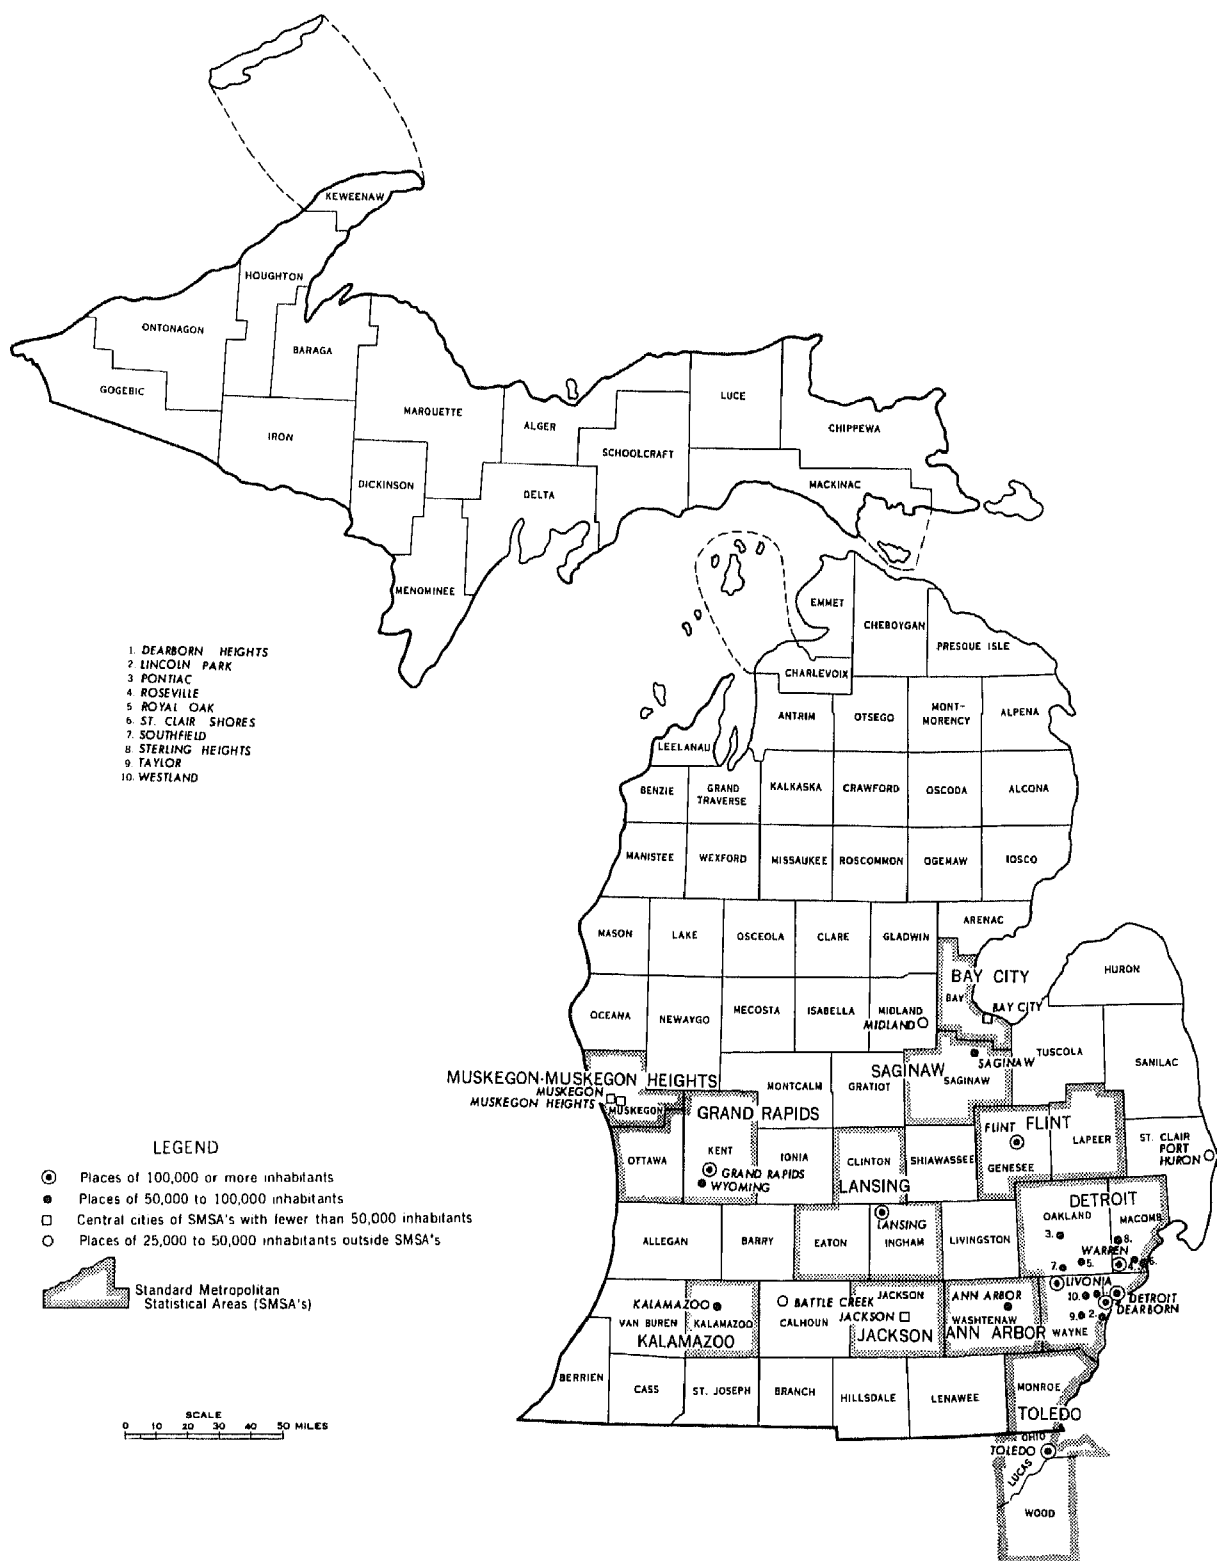 KEWEENAW
HOUGHTON
ONTONAGON
BARAGA
GOGEBIC
LUCE
MARQUETTE
ALGER
CHIPPEWA
IRON
SCHOOLCRAFT
DICKINSON
DELTA
MACKINAC
MENOMINEE
EMMET
CHEBOYGAN
PRESQUE ISLE
1. DEARBORN HEIGHTS
2. LINCOLN PARK
3 PONTIAC
4. ROSEVILLE
5 ROYAL OAK
6. ST. CLAIR SHORES
7. SOUTHFIELD
8. STERLING HEIGHTS
9. TAYLOR
10. WESTLAND
CHARLEVOIX
ANTRIM
OTSEGO
MONT-
MORENCY
ALPENA
LEELANAU
BENZIE
GRAND
TRAVERSE
KALKASKA
CRAWFORD
OSCODA
ALCONA
MANISTEE
WEXFORD
MISSAUKEE
ROSCOMMON
OGEMAW
IOSCO
ARENAC
MASON
LAKE
OSCEOLA
CLARE
GLADWIN
BAY CITY
BAY
BAY CITY
HURON
OCEANA
NEWAYGO
MECOSTA
ISABELLA
MIDLAND
MIDLAND
TUSCOLA
SANILAC
SAGINAW
SAGINAW
SAGINAW
MUSKEGON-MUSKEGON HEIGHTS
MUSKEGON
MUSKEGON HEIGHTS
MUSKEGON
MONTCALM
GRATIOT
GRAND RAPIDS
FLINT
FLINT
GENESEE
LAPEER
ST. CLAIR
PORT
HURON
OTTAWA
KENT
GRAND RAPIDS
WYOMING
IONIA
CLINTON
LANSING
SHIAWASSEE
LANSING
INGHAM
DETROIT
OAKLAND
MACOMB
3.
8.
WARREN
4.
6.
7.
5.
ALLEGAN
BARRY
EATON
LIVINGSTON
LIVONIA
10.
DETROIT
DEARBORN
9.
2.
WAYNE
KALAMAZOO
VAN BUREN
KALAMAZOO
KALAMAZOO
BATTLE CREEK
CALHOUN
JACKSON
JACKSON
JACKSON
ANN ARBOR
WASHTENAW
ANN ARBOR
BERRIEN
CASS
ST. JOSEPH
BRANCH
HILLSDALE
LENAWEE
MONROE
TOLEDO
OHIO
TOLEDO
LUCAS
WOOD
LEGEND
Places of 100,000 or more inhabitants
Places of 50,000 to 100,000 inhabitants
Central cities of SMSA's with fewer than 50,000 inhabitants
Places of 25,000 to 50,000 inhabitants outside SMSA's
Standard Metropolitan
Statistical Areas (SMSA's)
SCALE
0 10 20 30 40 50 MILES